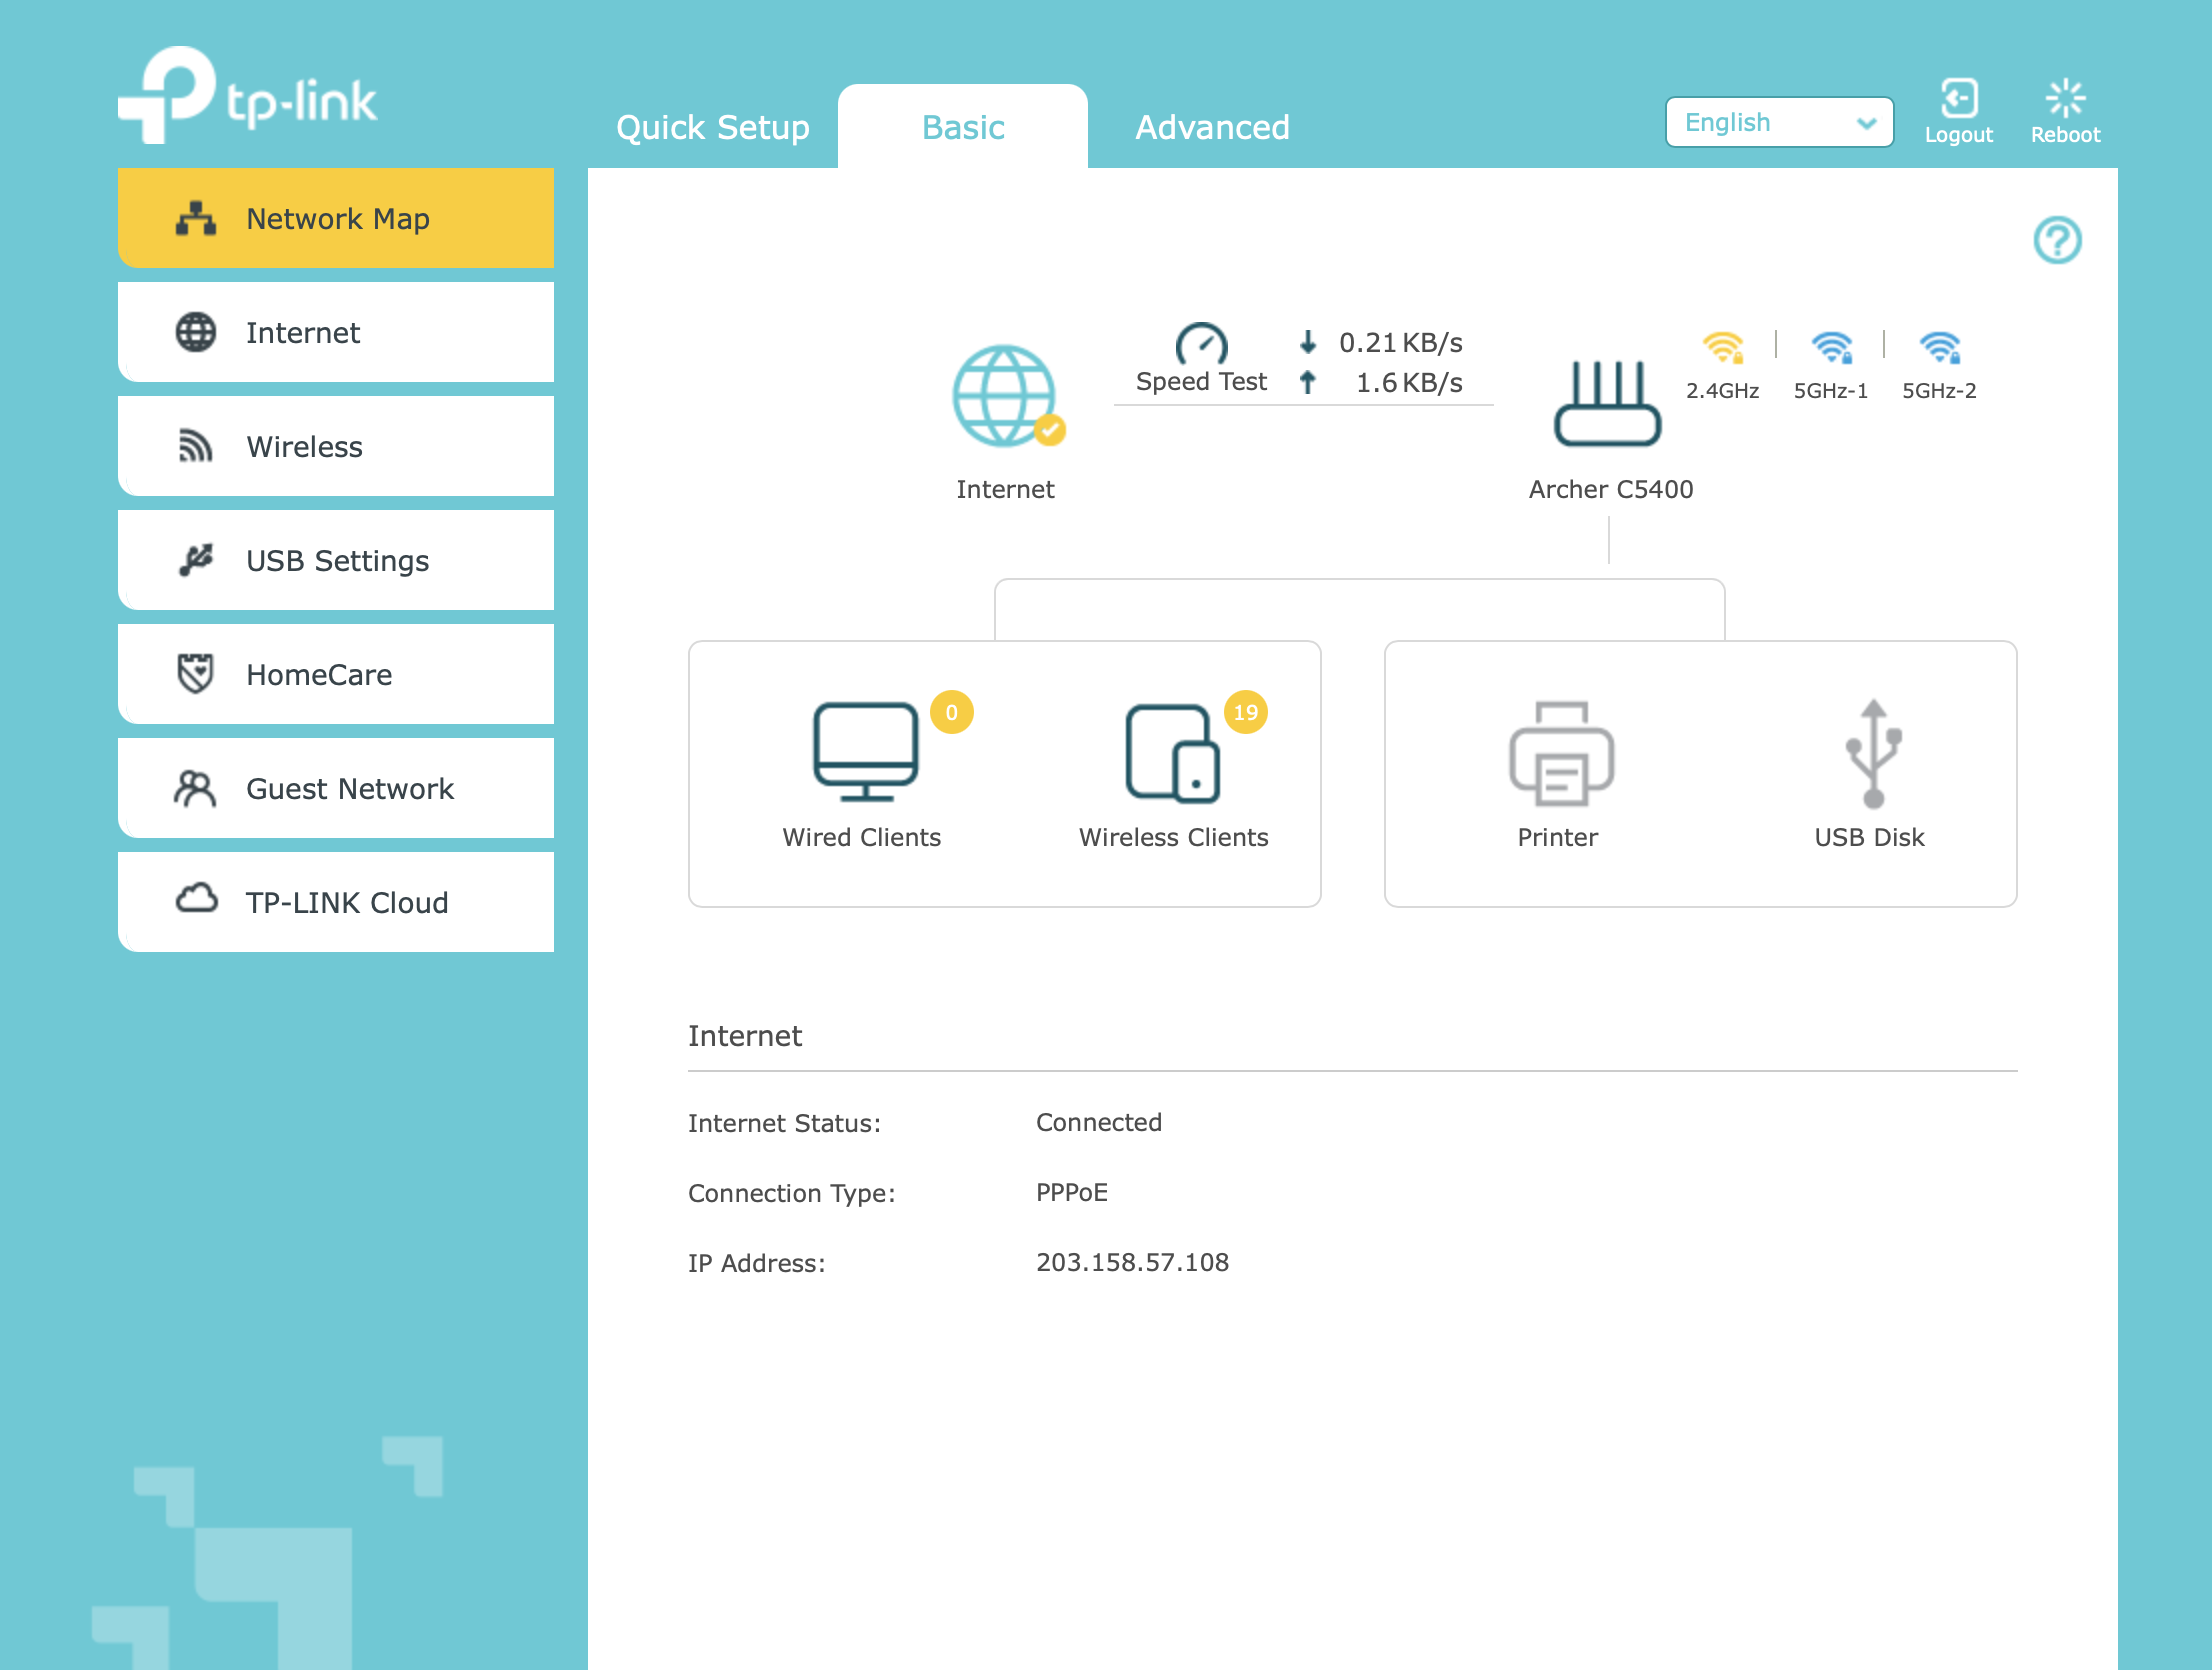 tp-link
Quick Setup
Basic
Advanced
English
Logout
Reboot
Network Map
Internet
Wireless
USB Settings
HomeCare
Guest Network
TP-LINK Cloud
Speed Test
0.21 KB/s
1.6 KB/s
2.4GHz
5GHz-1
5GHz-2
Internet
Archer C5400
0
19
Wired Clients
Wireless Clients
Printer
USB Disk
Internet
Internet Status: Connected
Connection Type: PPPoE
IP Address: 203.158.57.108